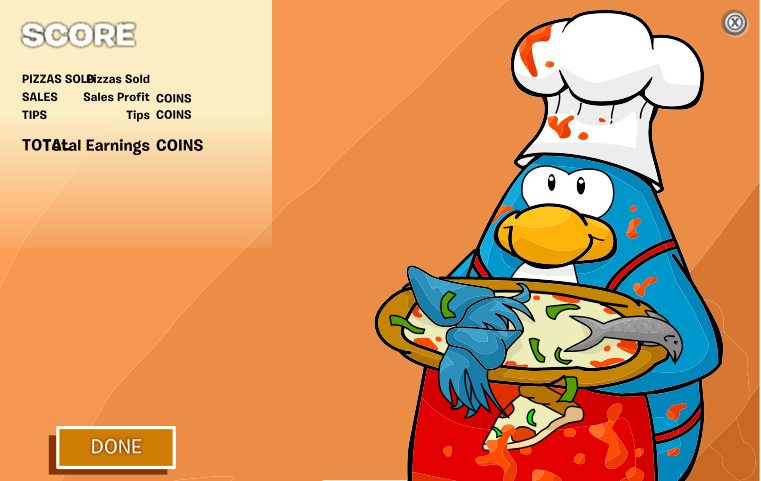 SCORE
PIZZAS SOLD Pizzas Sold
SALES Sales Profit COINS
TIPS Tips COINS
TOTAL Total Earnings COINS
DONE